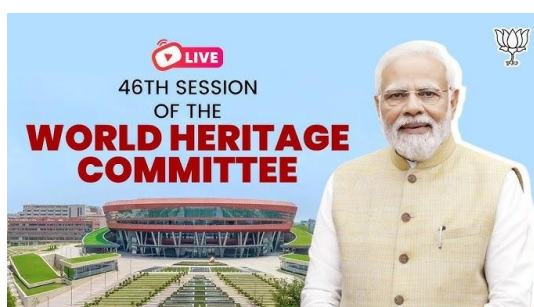 LIVE
46TH SESSION
OF THE
WORLD HERITAGE
COMMITTEE